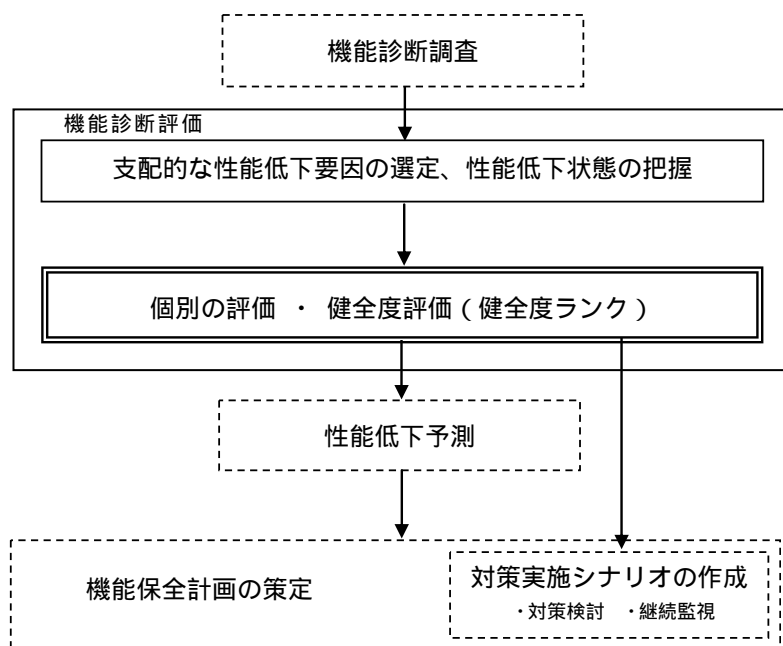 機能診断調査
機能診断評価
支配的な性能低下要因の選定、性能低下状態の把握
個別の評価 ・ 健全度評価(健全度ランク)
性能低下予測
機能保全計画の策定
対策実施シナリオの作成
・対策検討 ・継続監視